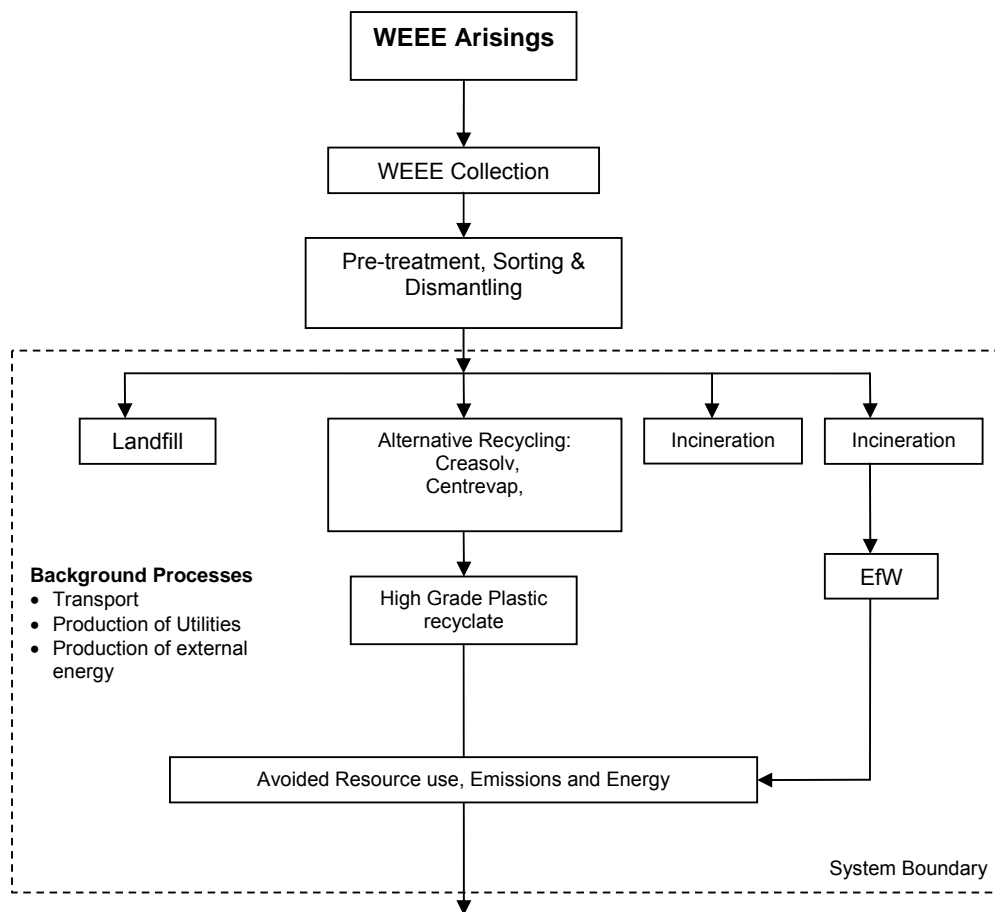 WEEE Arisings
WEEE Collection
Pre-treatment, Sorting &
Dismantling
Landfill
Alternative Recycling:
Creasolv,
Centrevap,
Incineration
Incineration
Background Processes
• Transport
• Production of Utilities
• Production of external
energy
High Grade Plastic
recyclate
EfW
Avoided Resource use, Emissions and Energy
System Boundary